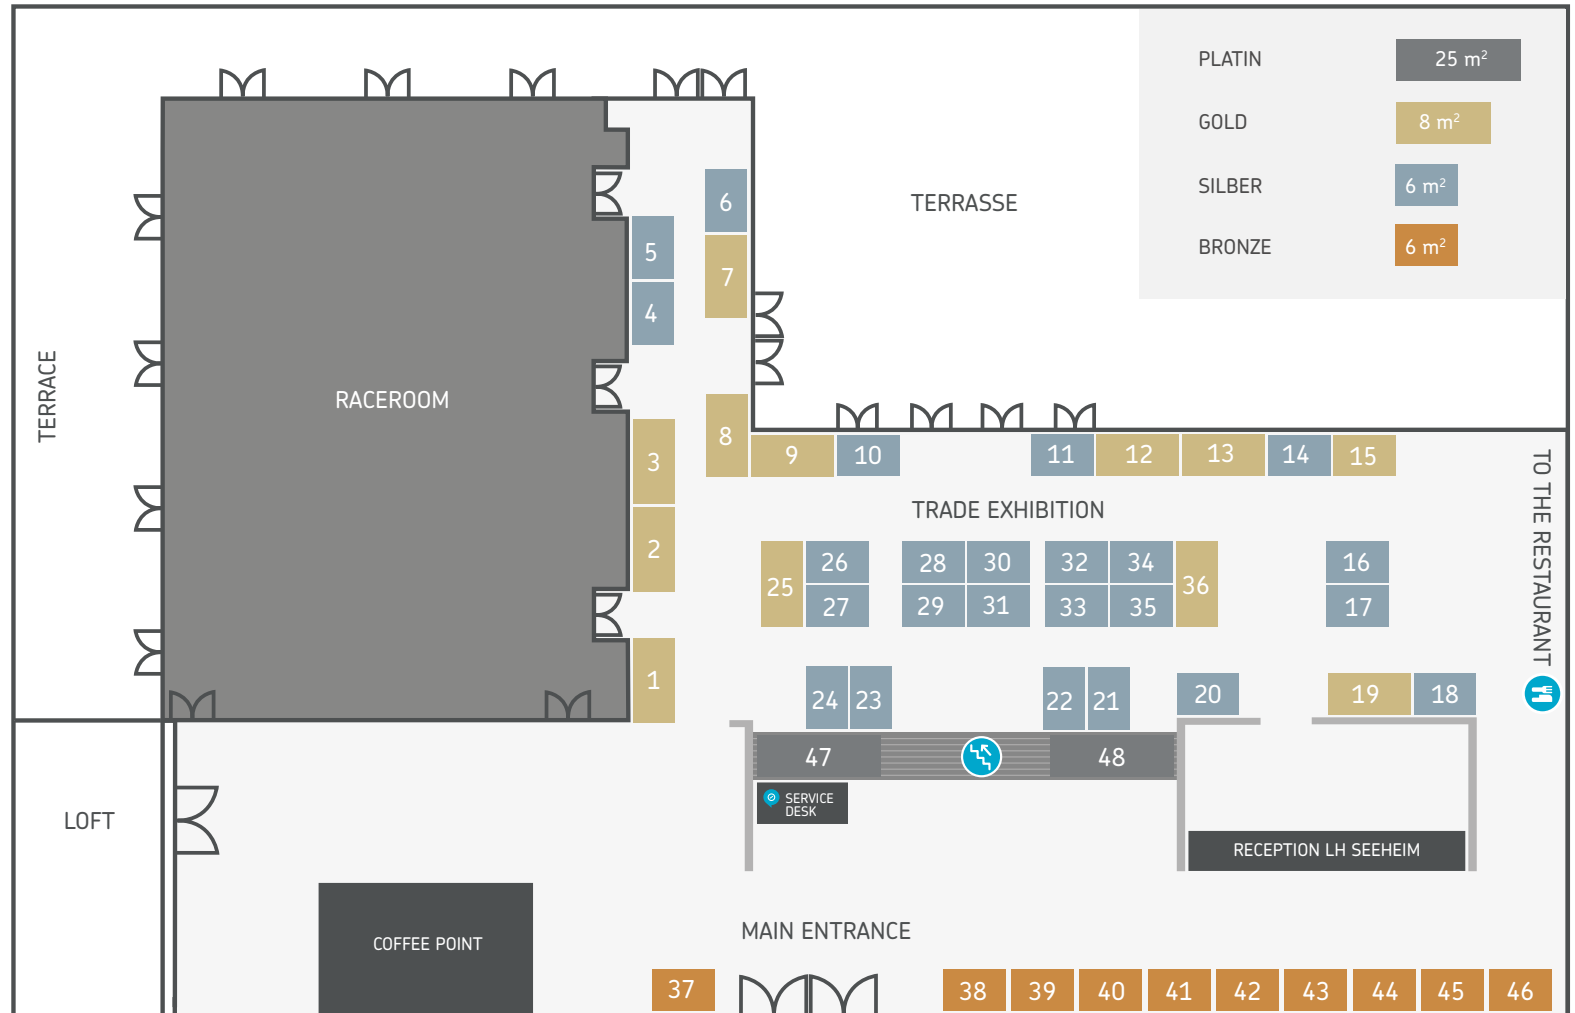 PLATIN
25 m²
GOLD
8 m²
SILBER
6 m²
BRONZE
6 m²
TERRASSE
TERRACE
RACEROOM
6
5
7
4
8
3
9
10
11
12
13
14
15
TO THE RESTAURANT
TRADE EXHIBITION
2
25
26
28
30
32
34
36
16
27
29
31
33
35
17
1
24
23
22
21
20
19
18
47
48
SERVICE
DESK
LOFT
RECEPTION LH SEEHEIM
MAIN ENTRANCE
COFFEE POINT
37
38
39
40
41
42
43
44
45
46